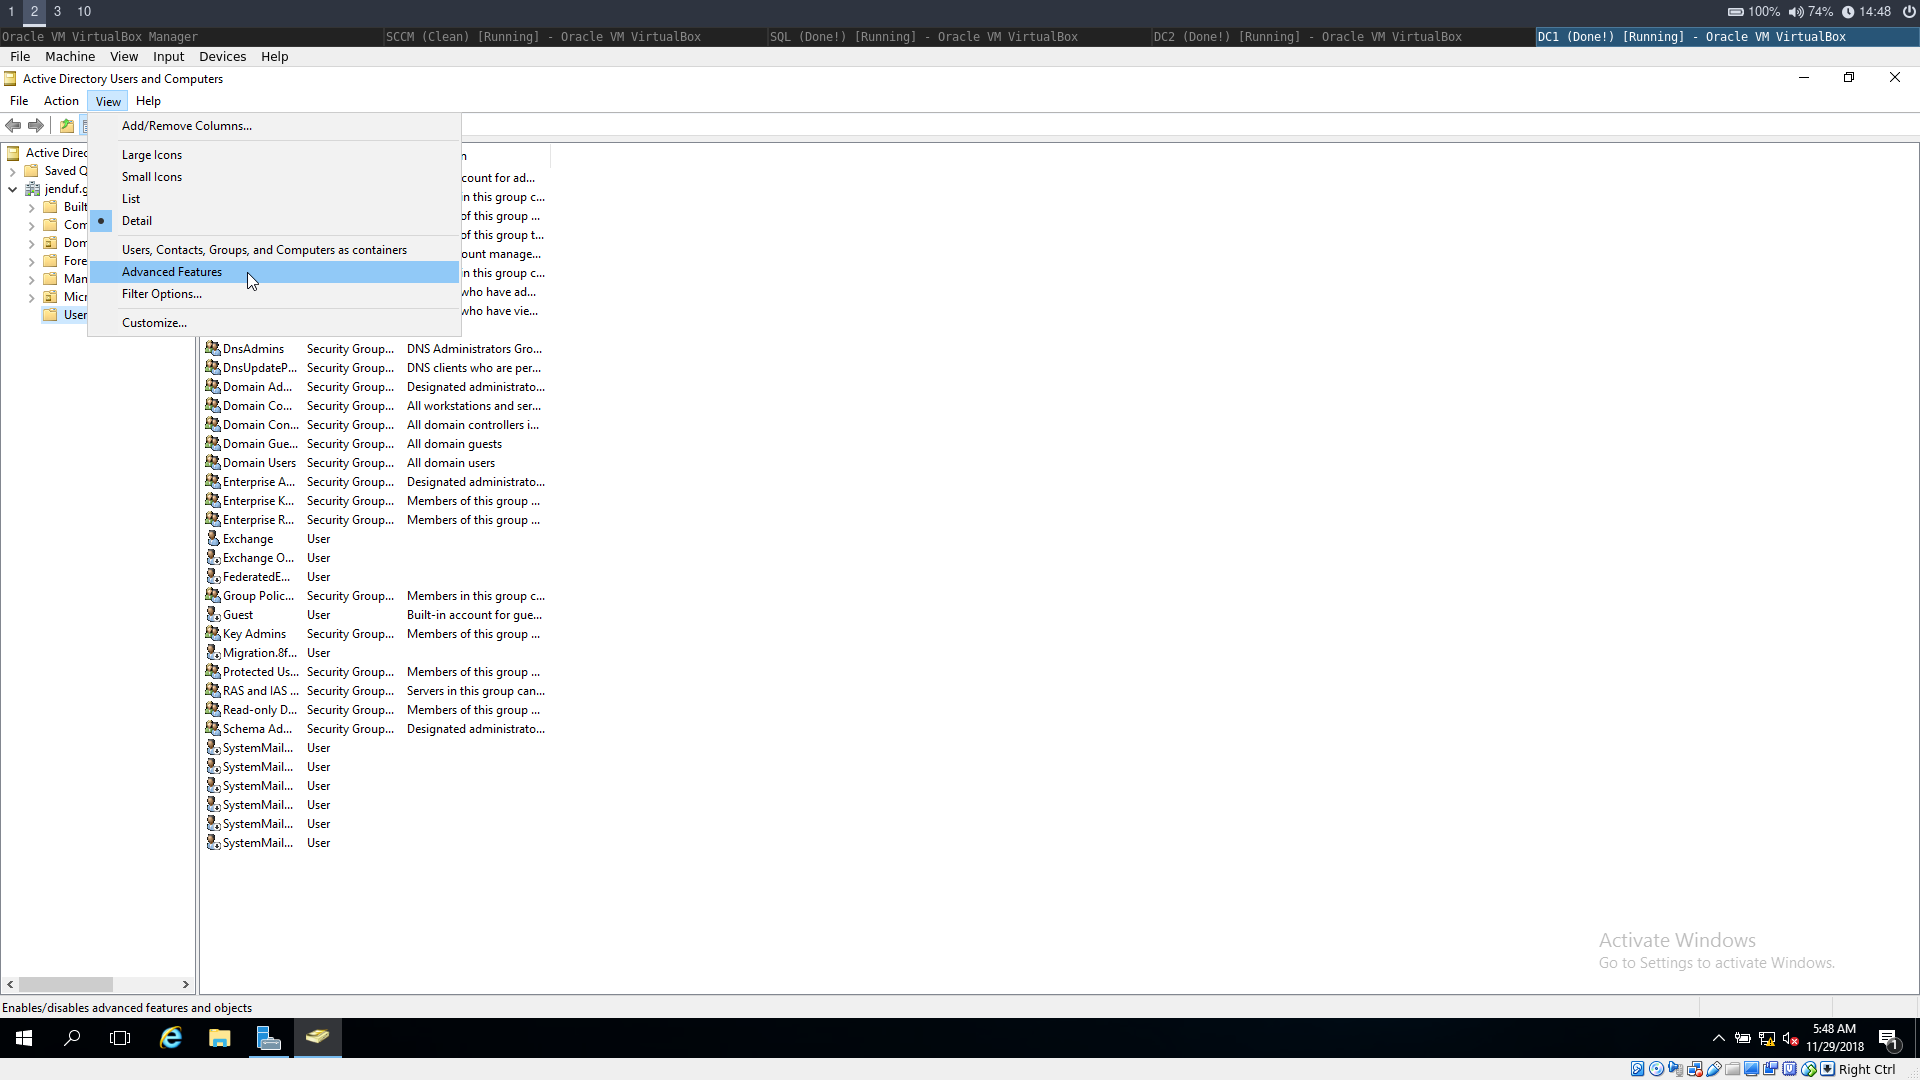 1 2 3 10 100% 74% 14:48
Oracle VM VirtualBox Manager SCCM (Clean) [Running] - Oracle VM VirtualBox SQL (Done!) [Running] - Oracle VM VirtualBox DC2 (Done!) [Running] - Oracle VM VirtualBox DC1 (Done!) [Running] - Oracle VM VirtualBox
File Machine View Input Devices Help
Active Directory Users and Computers
File Action View Help
Add/Remove Columns...
Large Icons
Small Icons
List
Detail
Users, Contacts, Groups, and Computers as containers
Advanced Features
Filter Options...
Customize...
Active Direc
Saved Q
jenduf.g
Built
Com
Dom
Fore
Man
Micr
User
n
count for ad...
in this group c...
of this group ...
of this group t...
ount manage...
in this group c...
who have ad...
who have vie...
DnsAdmins Security Group... DNS Administrators Gro...
DnsUpdateP... Security Group... DNS clients who are per...
Domain Ad... Security Group... Designated administrato...
Domain Co... Security Group... All workstations and ser...
Domain Con... Security Group... All domain controllers i...
Domain Gue... Security Group... All domain guests
Domain Users Security Group... All domain users
Enterprise A... Security Group... Designated administrato...
Enterprise K... Security Group... Members of this group ...
Enterprise R... Security Group... Members of this group ...
Exchange User
Exchange O... User
FederatedE... User
Group Polic... Security Group... Members in this group c...
Guest User Built-in account for gue...
Key Admins Security Group... Members of this group ...
Migration.8f... User
Protected Us... Security Group... Members of this group ...
RAS and IAS ... Security Group... Servers in this group can...
Read-only D... Security Group... Members of this group ...
Schema Ad... Security Group... Designated administrato...
SystemMail... User
SystemMail... User
SystemMail... User
SystemMail... User
SystemMail... User
SystemMail... User
Activate Windows
Go to Settings to activate Windows.
Enables/disables advanced features and objects
5:48 AM
11/29/2018
1
Right Ctrl